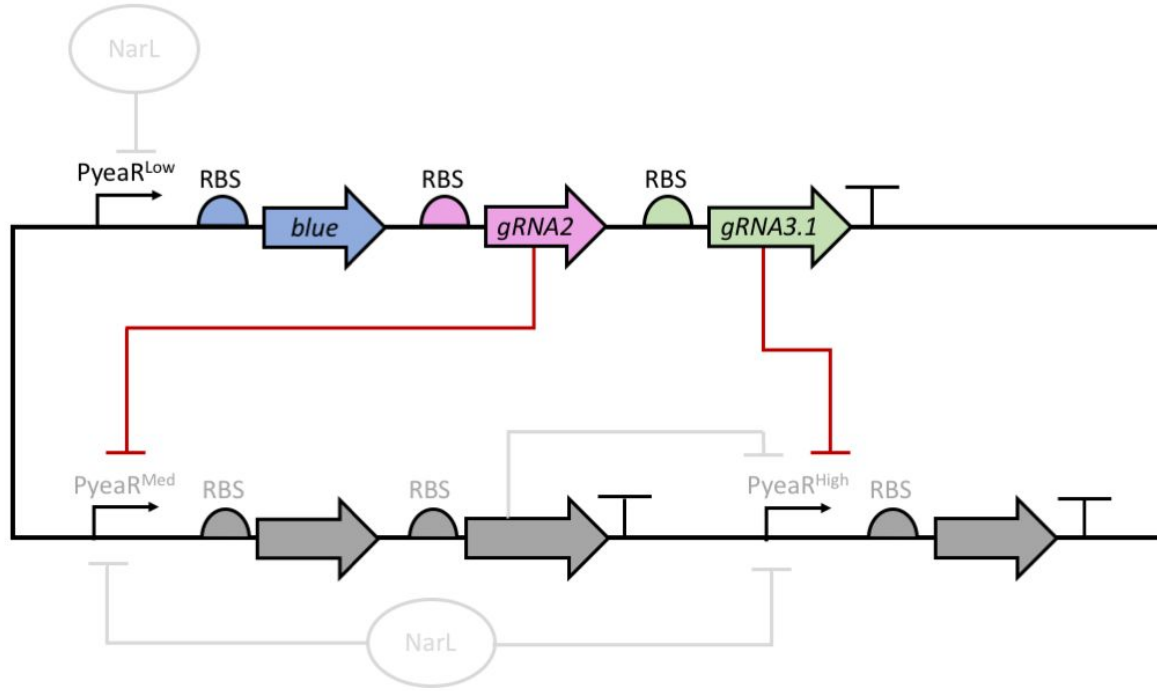 NarL
PyeaR^Low
RBS
RBS
RBS
blue
gRNA2
gRNA3.1
PyeaR^Med
RBS
RBS
PyeaR^High
RBS
NarL